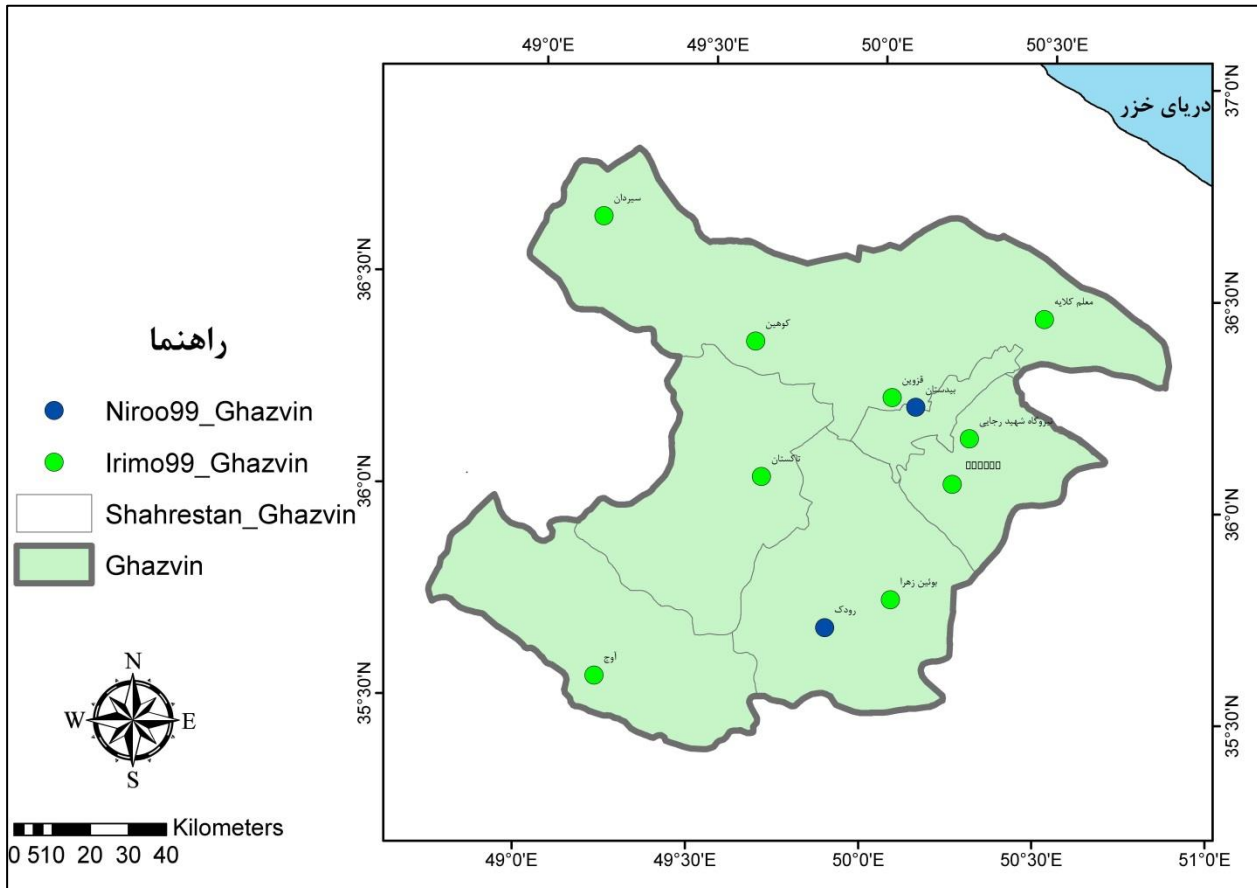 49°0'E 49°30'E 50°0'E 50°30'E
37°0'N
دریای خزر
سیردان
36°30'N
36°30'N
معلم کلایه
راهنما
کوهین
قزوین
بیدستان
Niroo99_Ghazvin
نیروگاه شهید رجایی
Irimo99_Ghazvin
تاکستان
36°0'N
36°0'N
Shahrestan_Ghazvin
Ghazvin
بوئین زهرا
رودک
آوج
N
35°30'N
35°30'N
W E
S
Kilometers
0 5 10 20 30 40
49°0'E 49°30'E 50°0'E 50°30'E 51°0'E